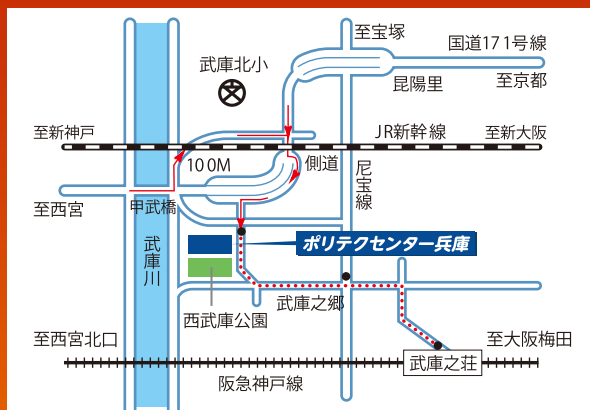 至宝塚
国道171号線
武庫北小
昆陽里
至京都
至新神戸
JR新幹線
至新大阪
100M
側道
尼宝線
至西宮
甲武橋
ポリテクセンター兵庫
武庫川
武庫之郷
西武庫公園
至西宮北口
至大阪梅田
武庫之荘
阪急神戸線